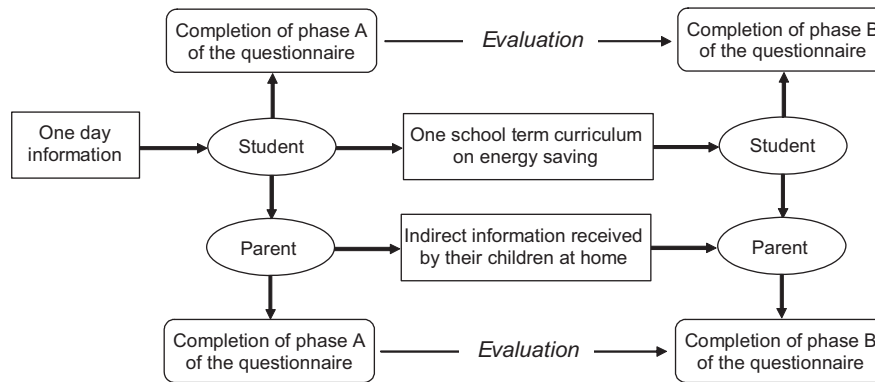 Completion of phase A
of the questionnaire
Evaluation
Completion of phase B
of the questionnaire
One day
information
Student
One school term curriculum
on energy saving
Student
Parent
Indirect information received
by their children at home
Parent
Completion of phase A
of the questionnaire
Evaluation
Completion of phase B
of the questionnaire